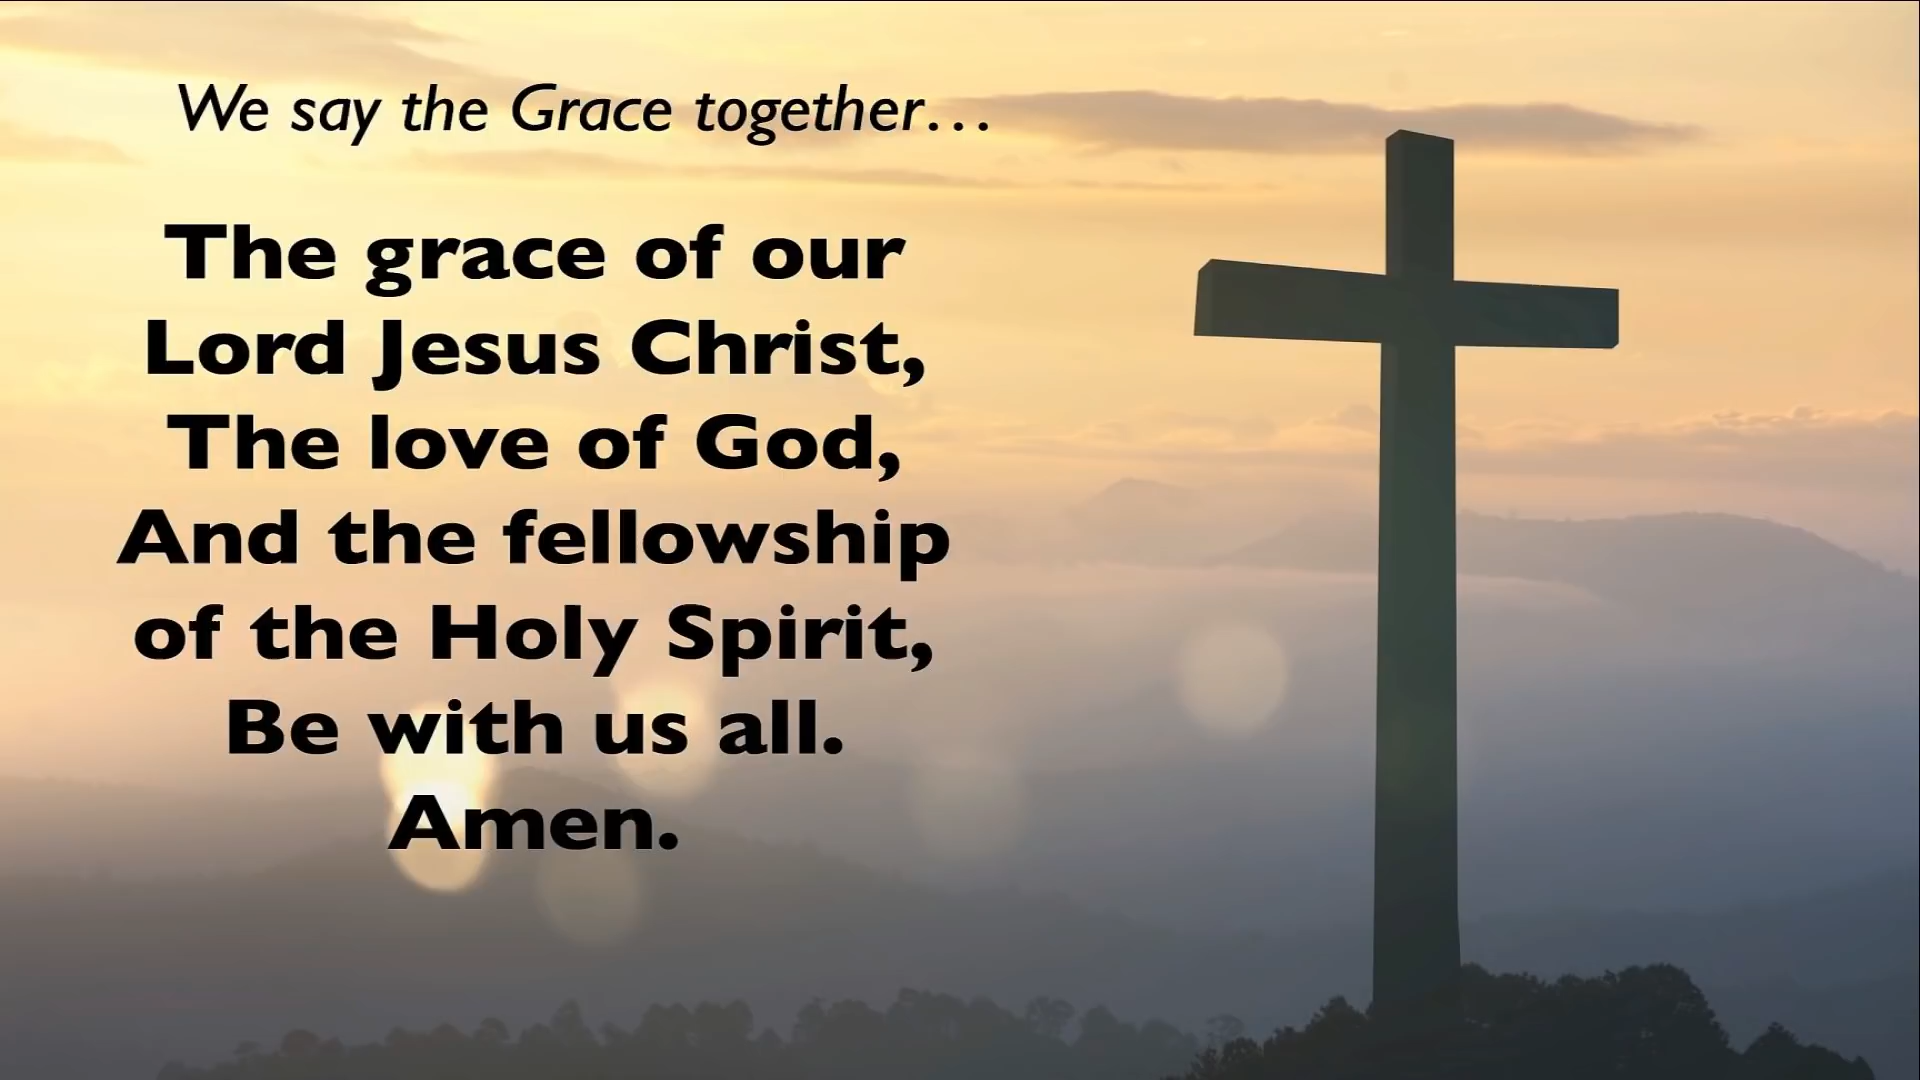 We say the Grace together…
The grace of our
Lord Jesus Christ,
The love of God,
And the fellowship
of the Holy Spirit,
Be with us all.
Amen.